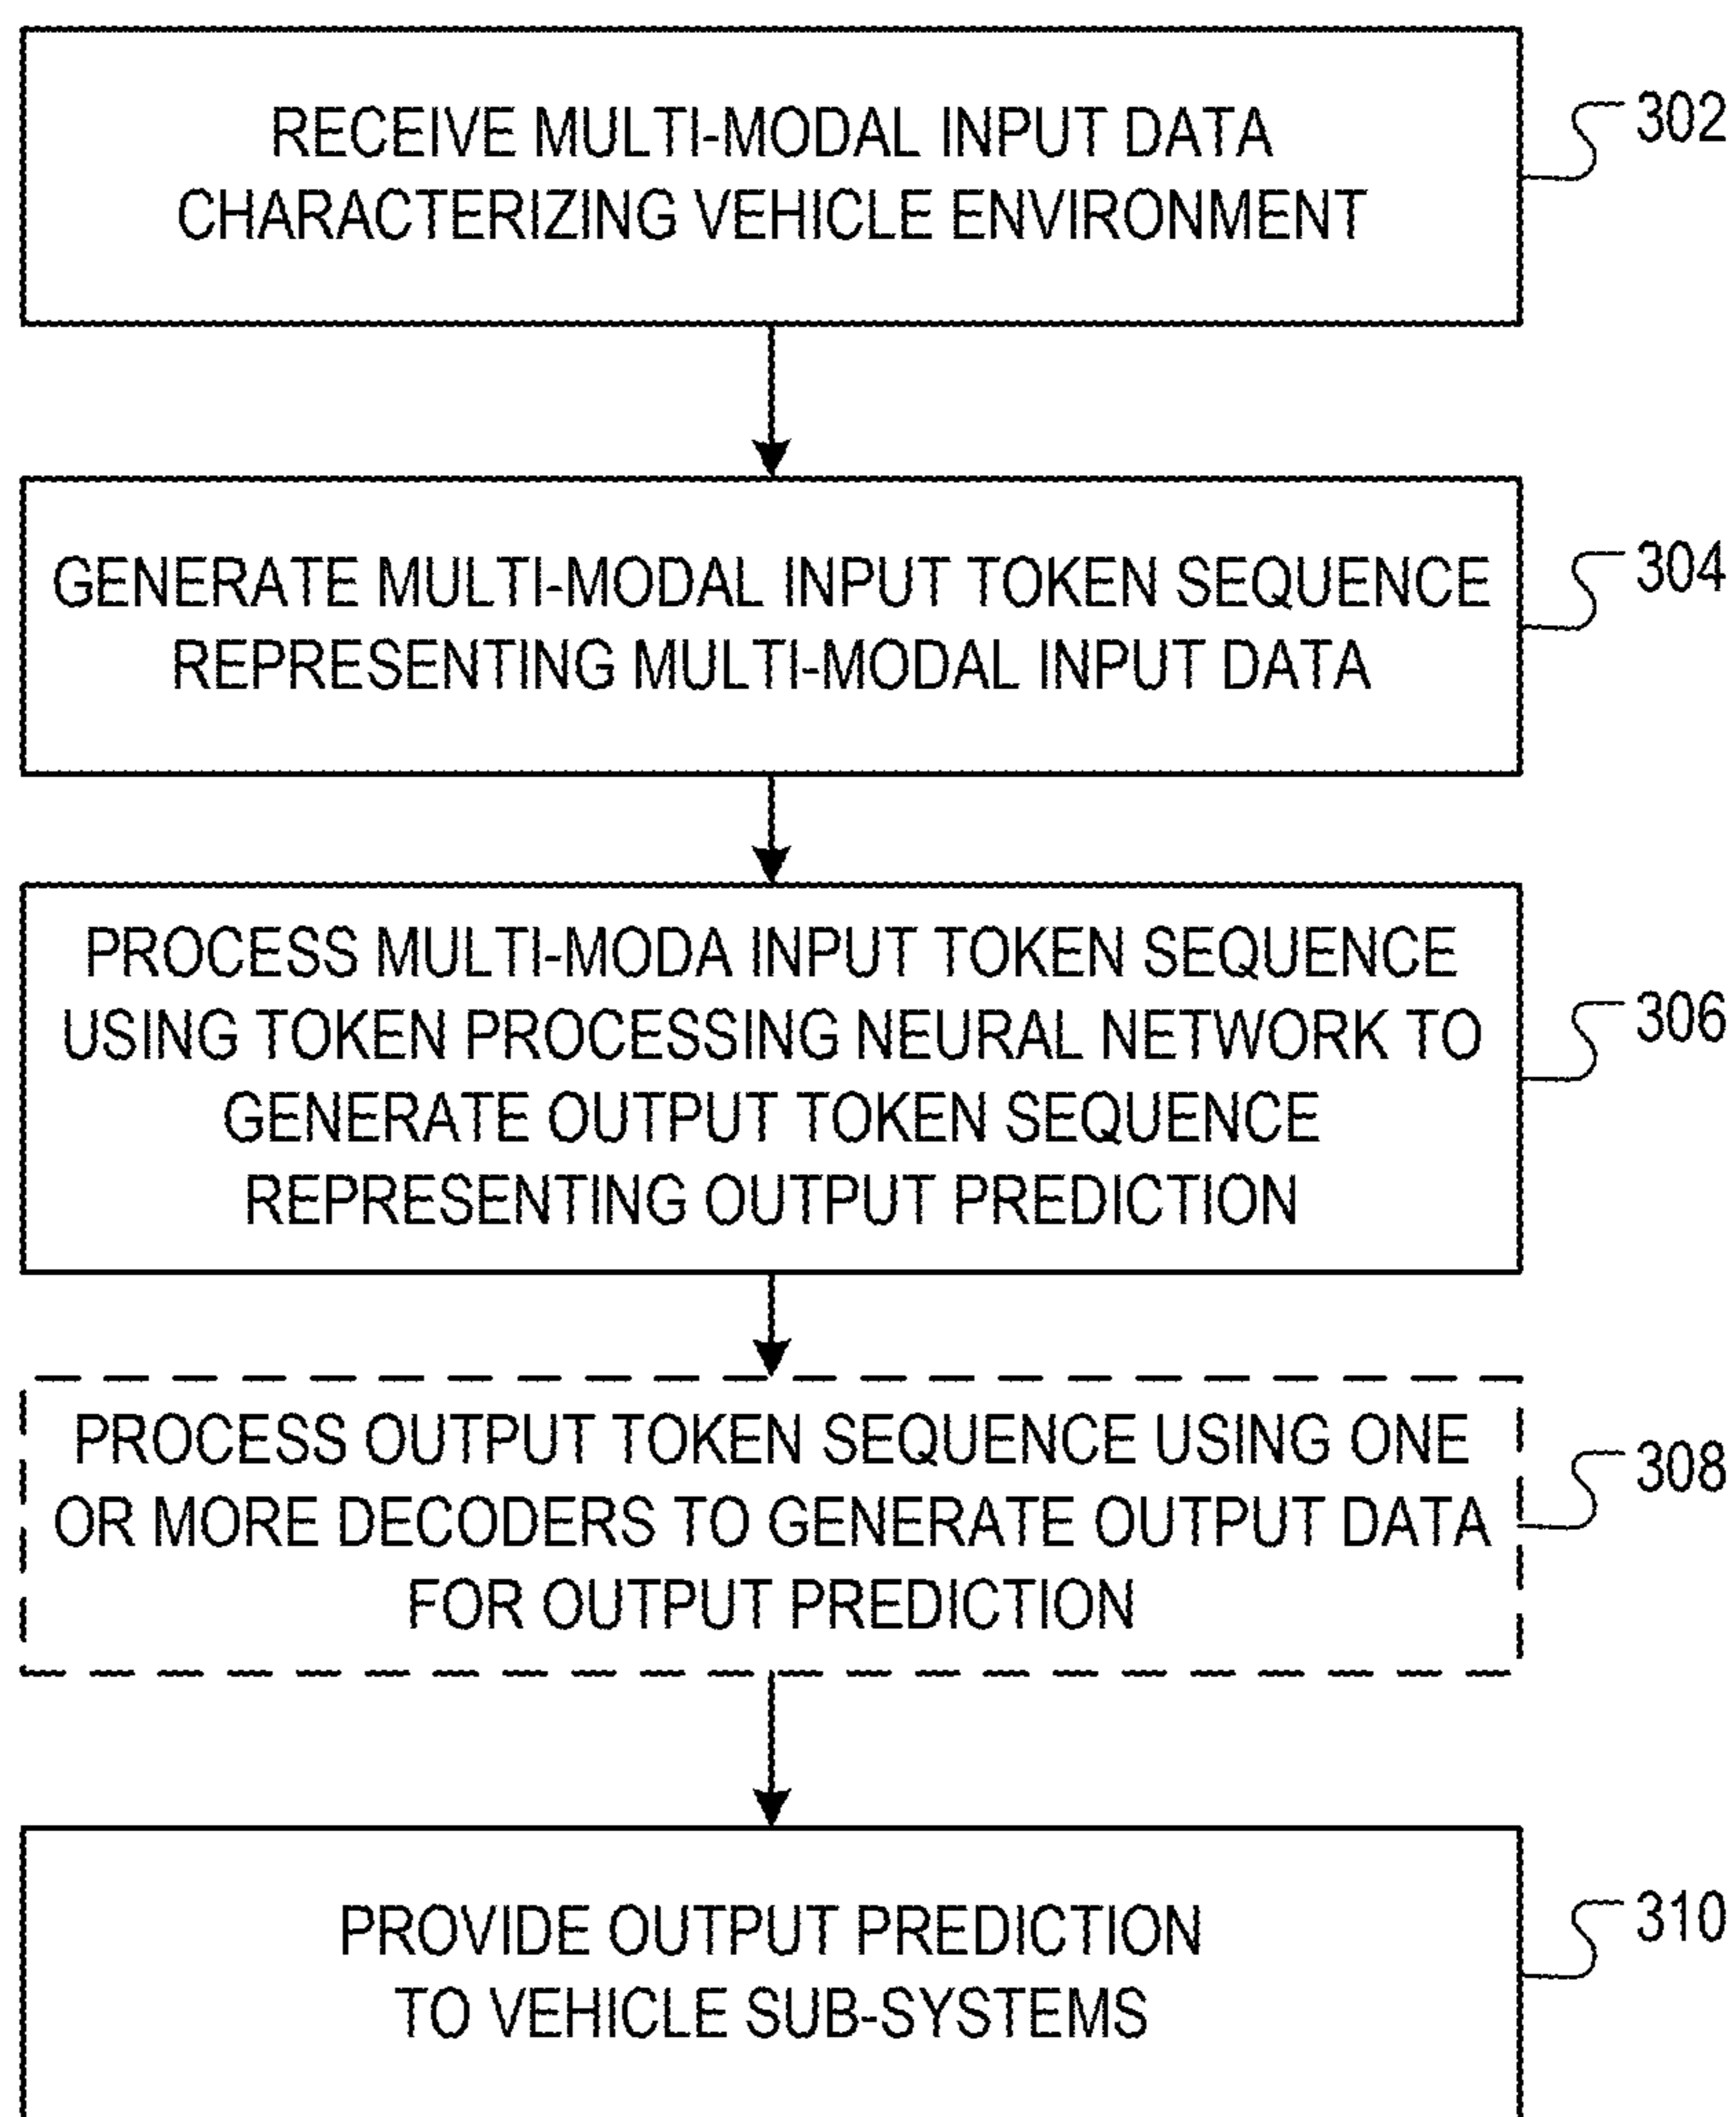 RECEIVE MULTI-MODAL INPUT DATA
CHARACTERIZING VEHICLE ENVIRONMENT
302
GENERATE MULTI-MODAL INPUT TOKEN SEQUENCE
REPRESENTING MULTI-MODAL INPUT DATA
304
PROCESS MULTI-MODA INPUT TOKEN SEQUENCE
USING TOKEN PROCESSING NEURAL NETWORK TO
GENERATE OUTPUT TOKEN SEQUENCE
REPRESENTING OUTPUT PREDICTION
306
PROCESS OUTPUT TOKEN SEQUENCE USING ONE
OR MORE DECODERS TO GENERATE OUTPUT DATA
FOR OUTPUT PREDICTION
308
PROVIDE OUTPUT PREDICTION
TO VEHICLE SUB-SYSTEMS
310